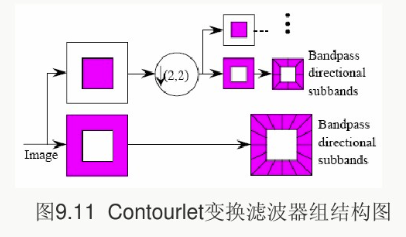 (2,2)
Bandpass
directional
subbands
Image
Bandpass
directional
subbands
图9.11 Contourlet变换滤波器组结构图